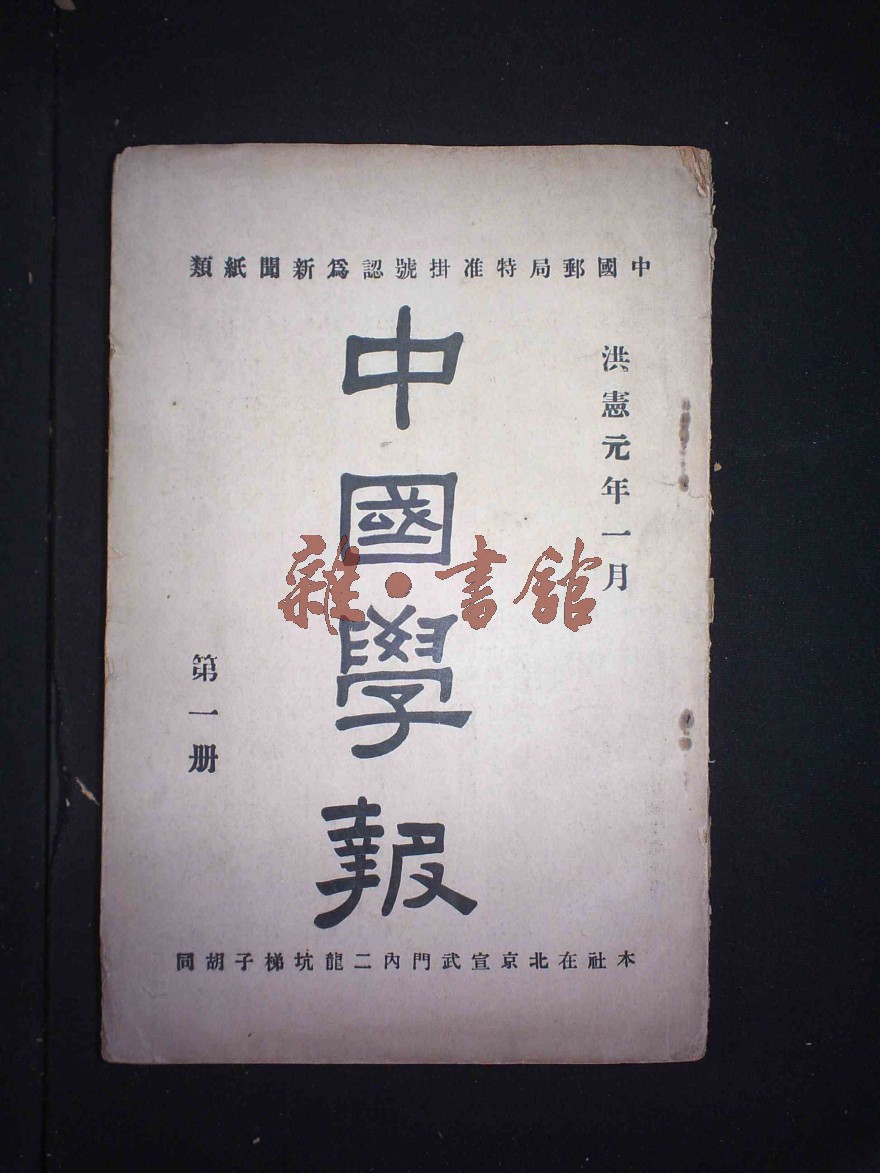 中國郵局特准掛號認爲新聞紙類
洪憲元年一月
中國學報
第一册
本社在北京宣武門內二龍坑梯子胡同
雜·書館